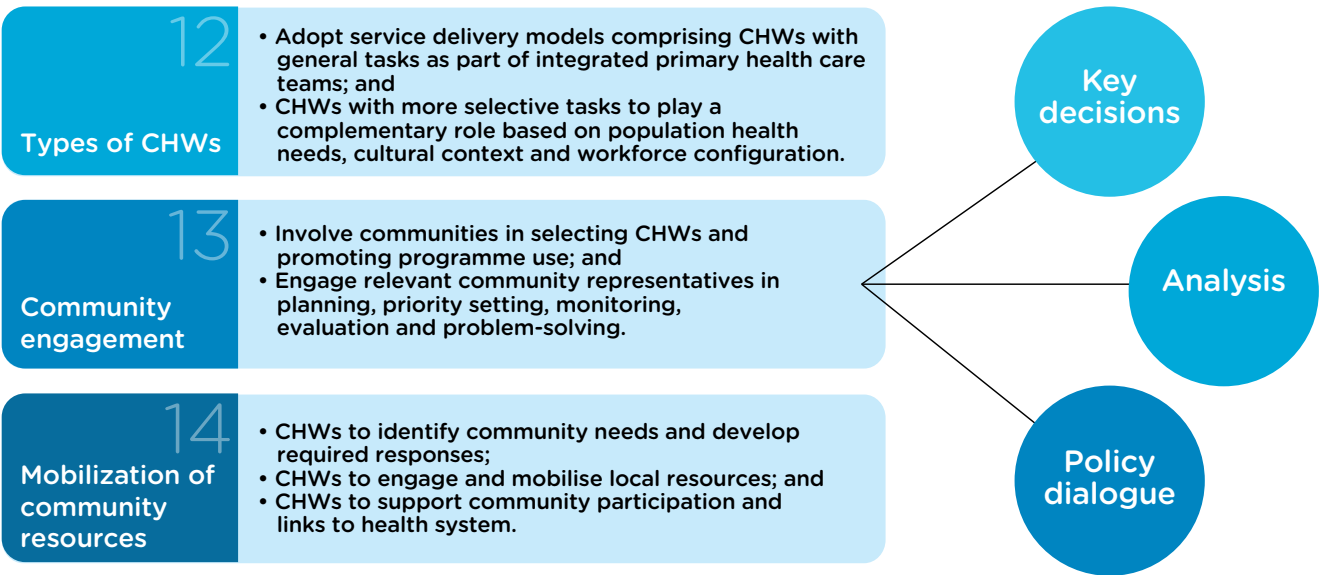 12
Types of CHWs
• Adopt service delivery models comprising CHWs with
general tasks as part of integrated primary health care
teams; and
• CHWs with more selective tasks to play a
complementary role based on population health
needs, cultural context and workforce configuration.
13
Community
engagement
• Involve communities in selecting CHWs and
promoting programme use; and
• Engage relevant community representatives in
planning, priority setting, monitoring,
evaluation and problem-solving.
14
Mobilization of
community
resources
• CHWs to identify community needs and develop
required responses;
• CHWs to engage and mobilise local resources; and
• CHWs to support community participation and
links to health system.
Key
decisions
Analysis
Policy
dialogue